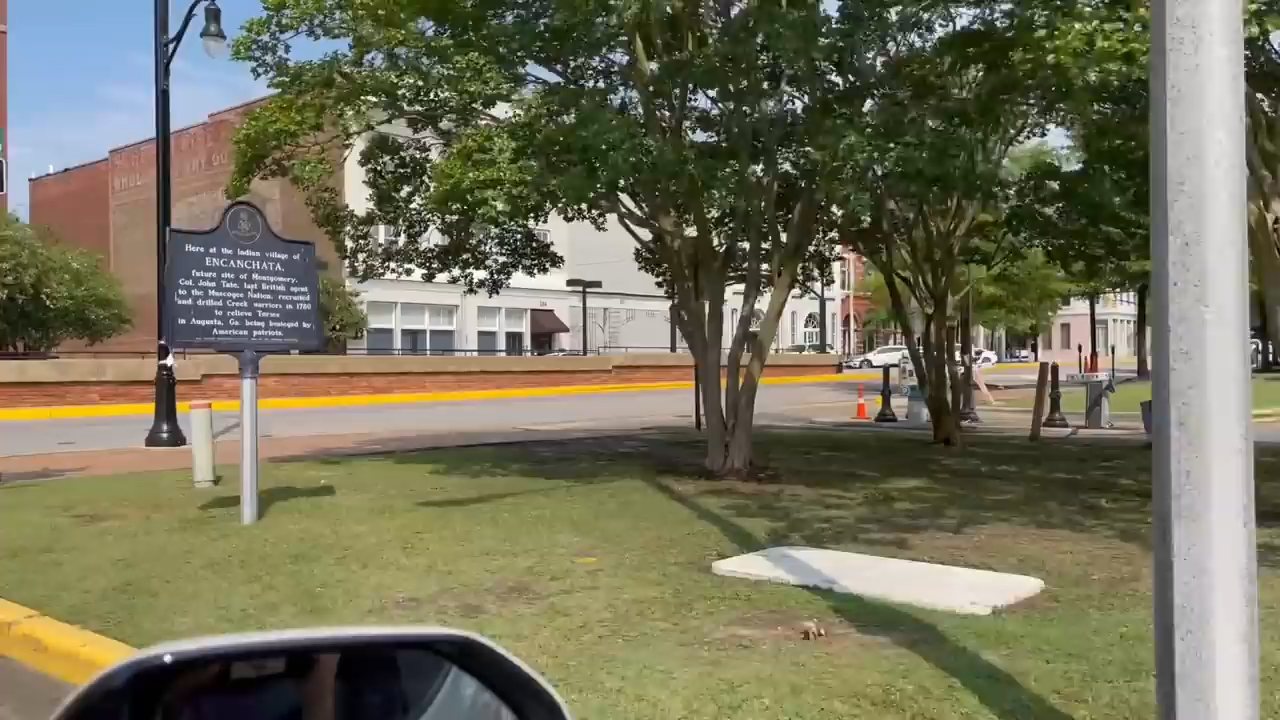 Here at the Indian village of
ENCANCHATA,
future site of Montgomery,
Col. John Tate, last British agent
to the Muscogee Nation, recruited
and drilled Creek warriors in 1780
to relieve Tories
in Augusta, Ga. being besieged by
American patriots.